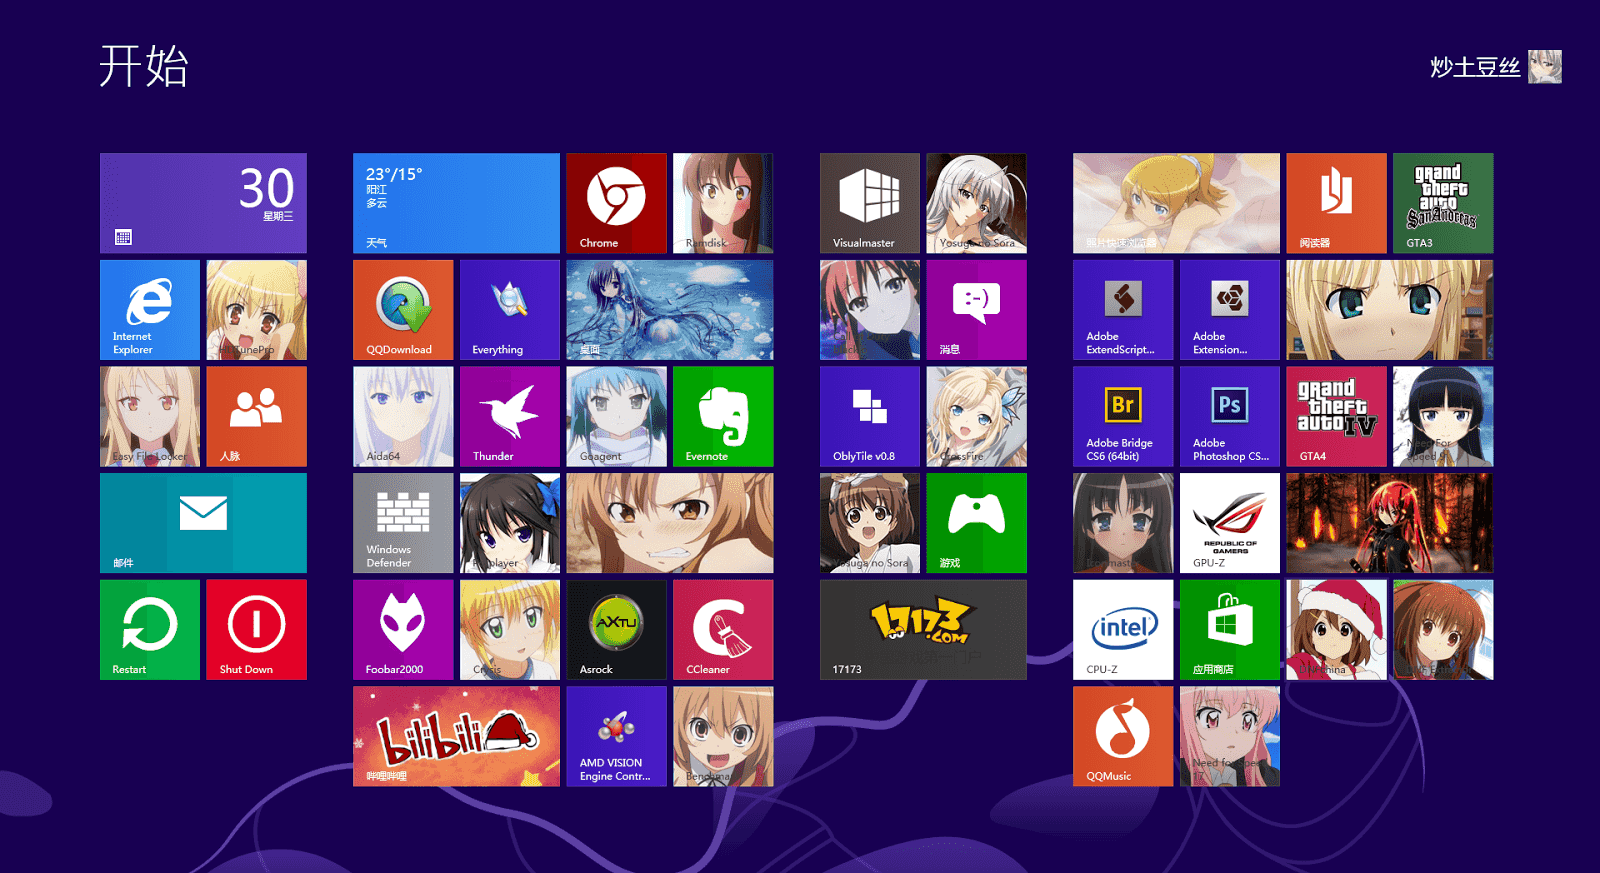 开始
炒土豆丝
30
星期三
23°/15°
阳江
多云
天气
Chrome
Ramdisk
Visualmaster
Yosuga no Sora
照片快速浏览器
阅读器
grand
theft
auto
San Andreas
GTA3
Internet
Explorer
HDTunePro
QQDownload
Everything
桌面
:-)
消息
Adobe
ExtendScript...
Adobe
Extension...
Easy File Locker
人脉
Aida64
Thunder
Goagent
Evernote
OblyTile v0.8
CrossFire
Br
Adobe Bridge
CS6 (64bit)
Ps
Adobe
Photoshop CS...
grand
theft
auto IV
GTA4
Need For
Speed 9
邮件
Windows
Defender
Yosuga no Sora
游戏
REPUBLIC OF
GAMERS
GPU-Z
Restart
Shut Down
Foobar2000
Crysis
AXTU
Asrock
CCleaner
17173
.COM
17173
intel
CPU-Z
应用商店
bilibili
哔哩哔哩
AMD VISION
Engine Contr...
QQMusic
Need for Speed
17